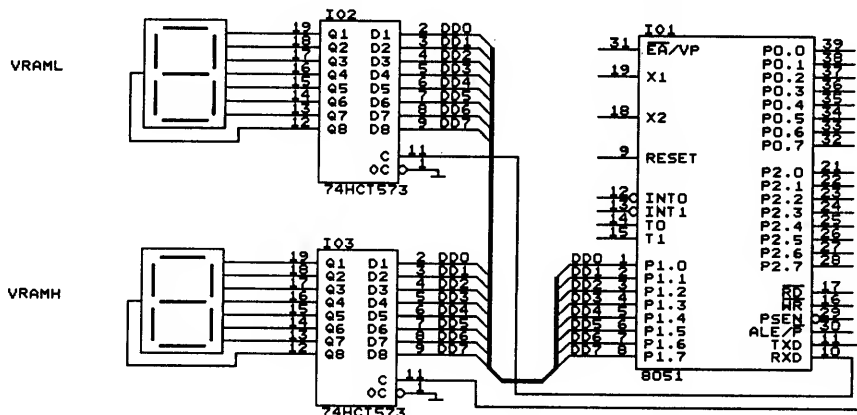 VRAML
IO2
19 Q1 D1 2 DD0
18 Q2 D2 3 DD1
17 Q3 D3 4 DD2
16 Q4 D4 5 DD3
15 Q5 D5 6 DD4
14 Q6 D6 7 DD5
13 Q7 D7 8 DD6
12 Q8 D8 9 DD7
C 11
OC 1
74HCT573
VRAMH
IO3
19 Q1 D1 2 DD0
18 Q2 D2 3 DD1
17 Q3 D3 4 DD2
16 Q4 D4 5 DD3
15 Q5 D5 6 DD4
14 Q6 D6 7 DD5
13 Q7 D7 8 DD6
12 Q8 D8 9 DD7
C 11
OC 1
74HCT573
IO1
31 EA/VP
19 X1
18 X2
9 RESET
12 INT0
13 INT1
14 T0
15 T1
DD0 1 P1.0
DD1 2 P1.1
DD2 3 P1.2
DD3 4 P1.3
DD4 5 P1.4
DD5 6 P1.5
DD6 7 P1.6
DD7 8 P1.7
P0.0 39
P0.1 38
P0.2 37
P0.3 36
P0.4 35
P0.5 34
P0.6 33
P0.7 32
P2.0 21
P2.1 22
P2.2 23
P2.3 24
P2.4 25
P2.5 26
P2.6 27
P2.7 28
RD 17
WR 16
PSEN 29
ALE/P 30
TXD 11
RXD 10
8051